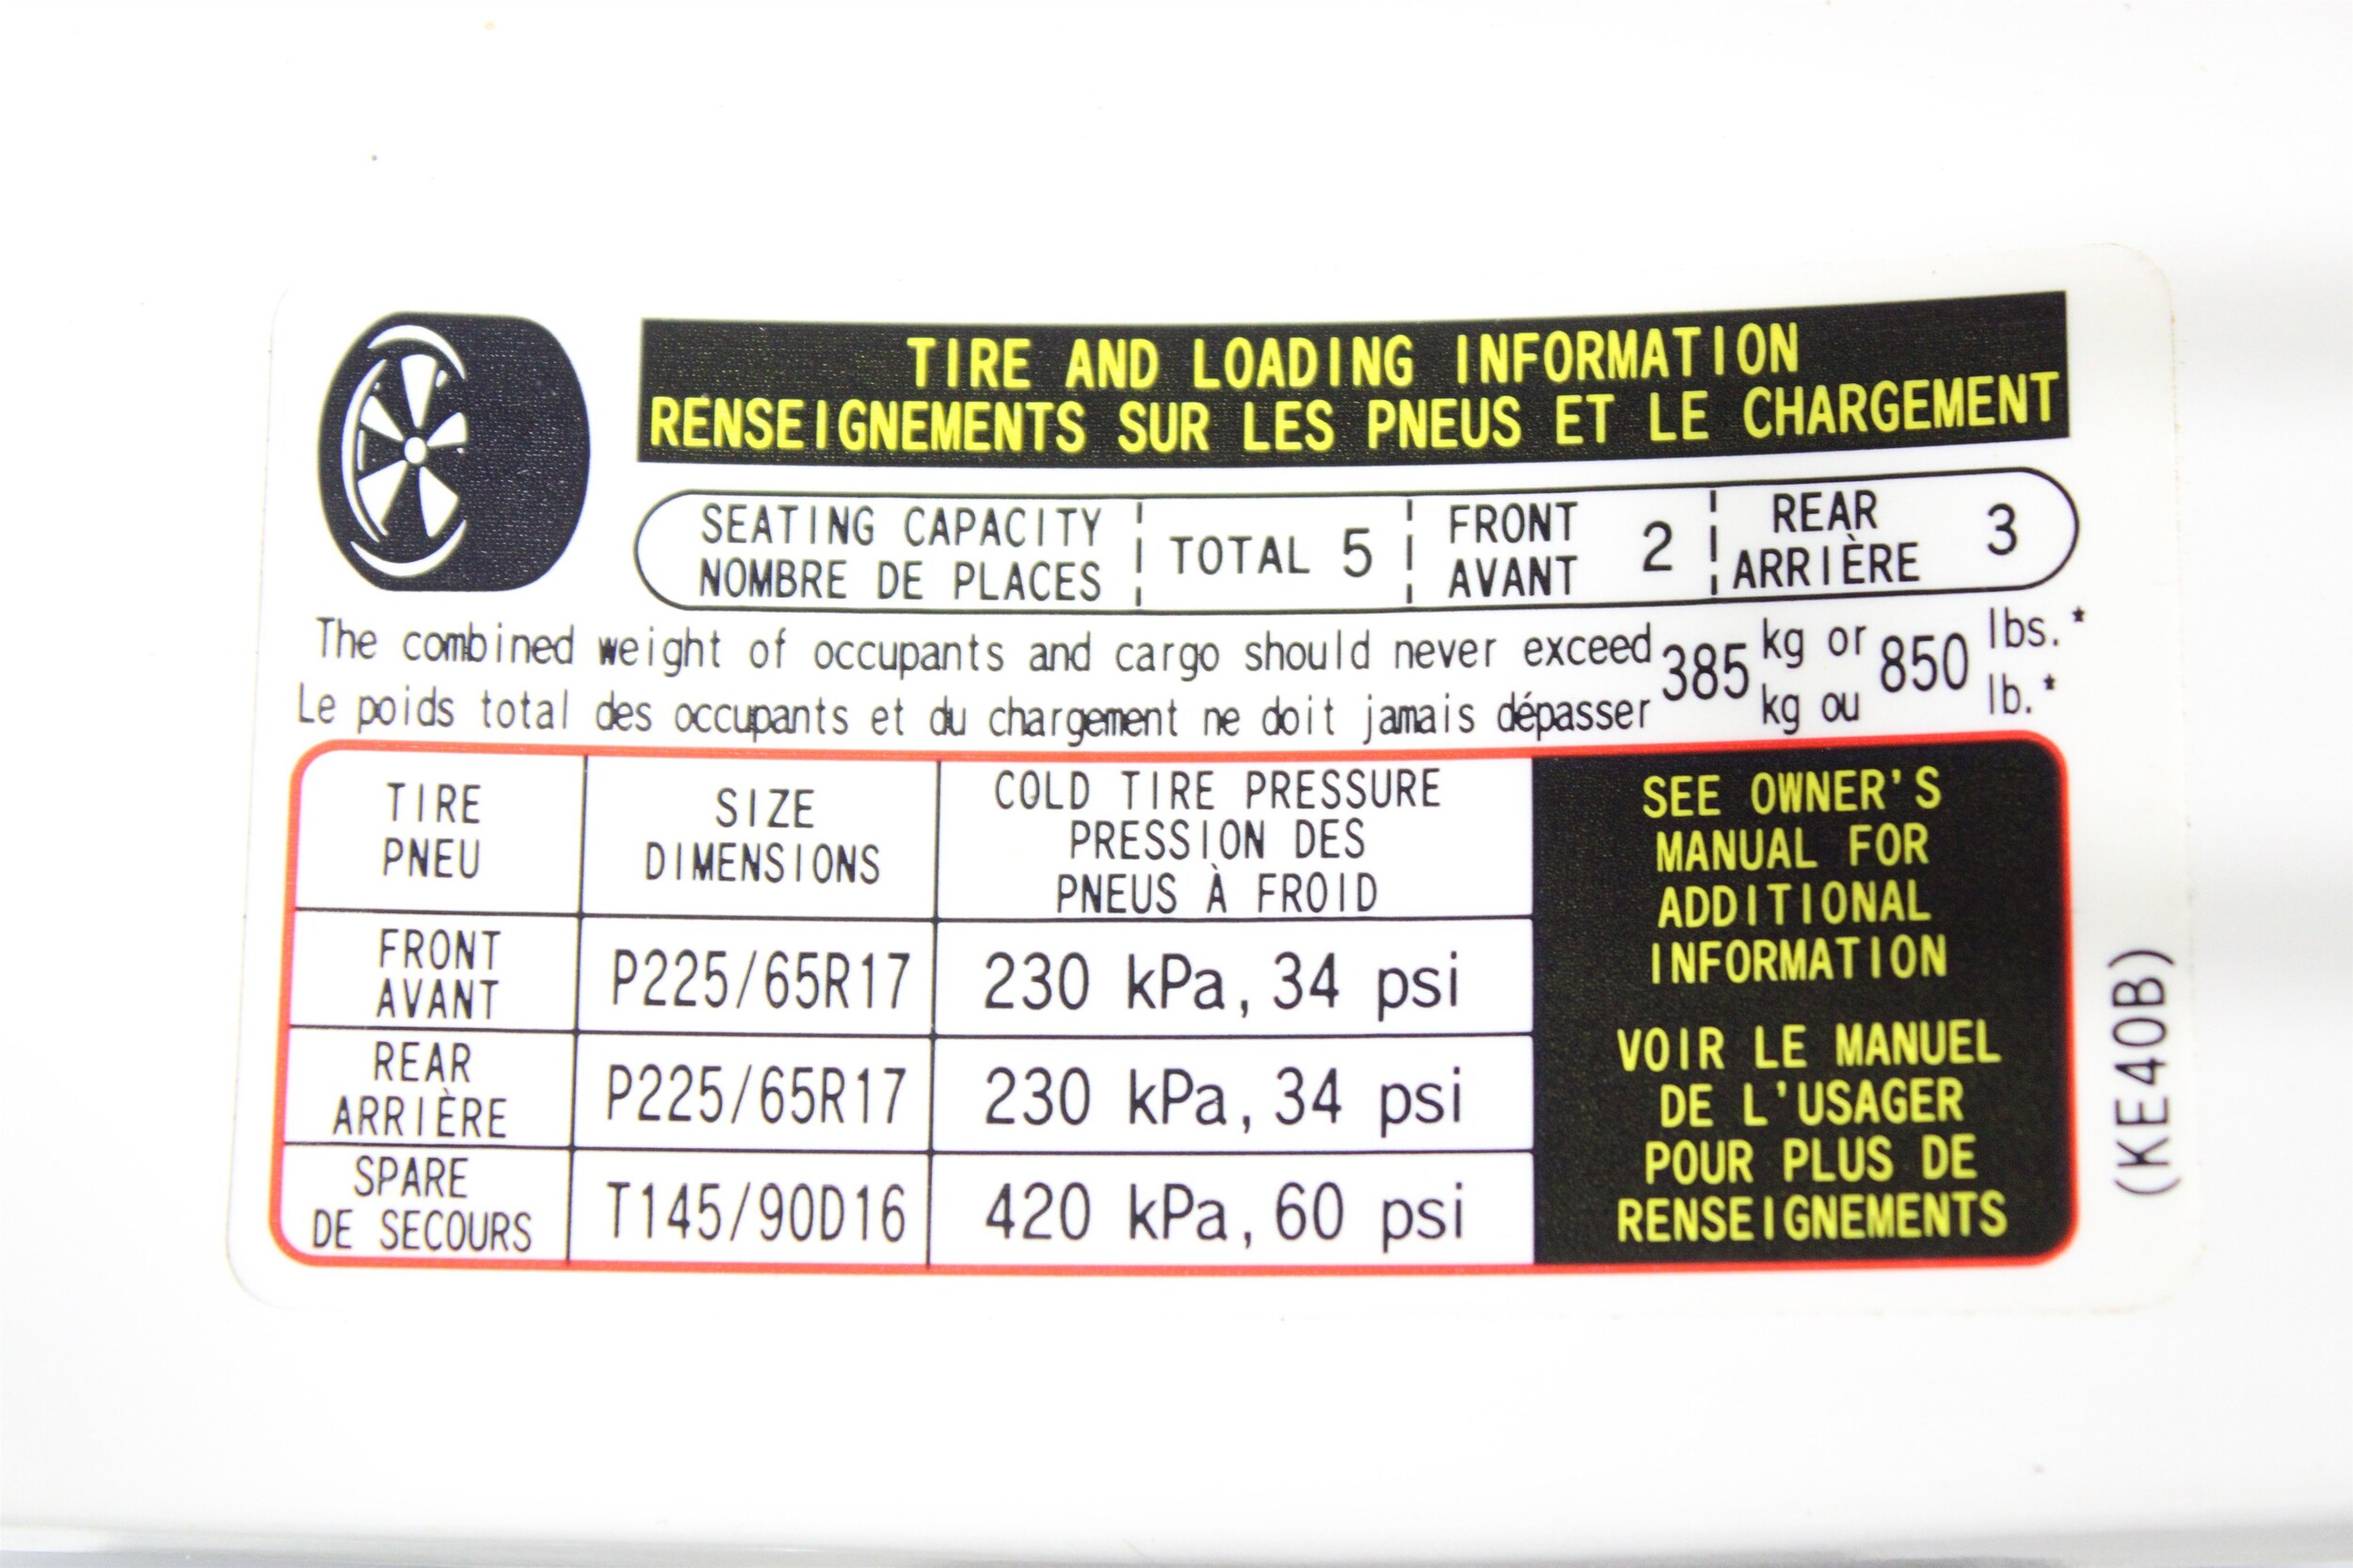 TIRE AND LOADING INFORMATION
RENSEIGNEMENTS SUR LES PNEUS ET LE CHARGEMENT
SEATING CAPACITY
NOMBRE DE PLACES
TOTAL 5
FRONT
AVANT
2
REAR
ARRIÈRE
3
The combined weight of occupants and cargo should never exceed 385 kg or 850 lbs.*
Le poids total des occupants et du chargement ne doit jamais dépasser kg ou lb.*
TIRE
PNEU
SIZE
DIMENSIONS
COLD TIRE PRESSURE
PRESSION DES
PNEUS À FROID
FRONT
AVANT
P225/65R17
230 kPa, 34 psi
REAR
ARRIÈRE
P225/65R17
230 kPa, 34 psi
SPARE
DE SECOURS
T145/90D16
420 kPa, 60 psi
SEE OWNER'S
MANUAL FOR
ADDITIONAL
INFORMATION
VOIR LE MANUEL
DE L'USAGER
POUR PLUS DE
RENSEIGNEMENTS
(KE40B)